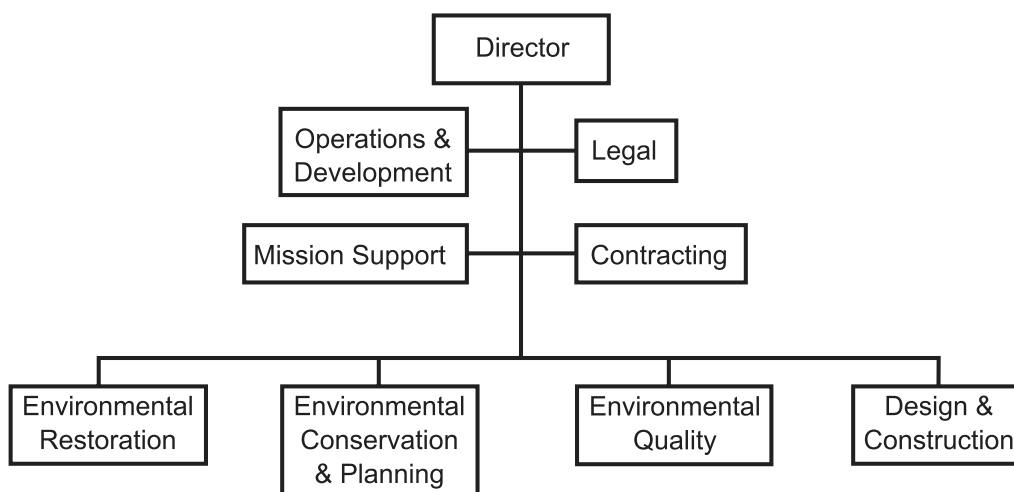 Director
Operations &
Development
Legal
Mission Support
Contracting
Environmental
Restoration
Environmental
Conservation
& Planning
Environmental
Quality
Design &
Construction